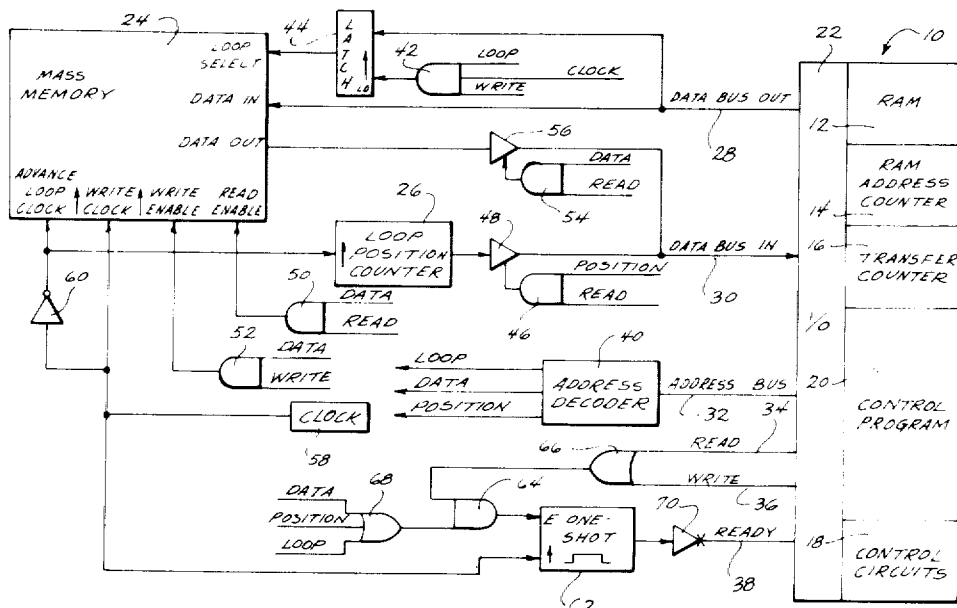 24
44
LATCH
LD
42
LOOP
CLOCK
WRITE
22
10
LOOP SELECT
MASS MEMORY
DATA IN
DATA OUT
DATA BUS OUT
28
RAM
12
56
DATA
READ
54
RAM ADDRESS COUNTER
14
ADVANCE LOOP CLOCK
WRITE CLOCK
WRITE ENABLE
READ ENABLE
26
LOOP POSITION COUNTER
48
DATA BUS IN
30
16
TRANSFER COUNTER
POSITION
READ
46
60
50
DATA
READ
52
DATA
WRITE
LOOP
DATA
POSITION
40
ADDRESS DECODER
ADDRESS BUS
32
I/O
20
CONTROL PROGRAM
CLOCK
58
66
READ
34
WRITE
36
DATA
POSITION
LOOP
68
64
E ONE-SHOT
70
READY
38
18
CONTROL CIRCUITS